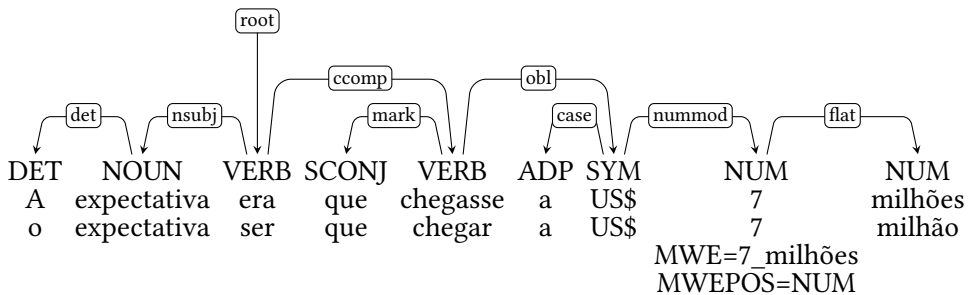 root
ccomp obl
det nsubj mark case nummod flat
DET NOUN VERB SCONJ VERB ADP SYM NUM NUM
A expectativa era que chegasse a US$ 7 milhões
o expectativa ser que chegar a US$ 7 milhão
MWE=7_milhões
MWEPOS=NUM